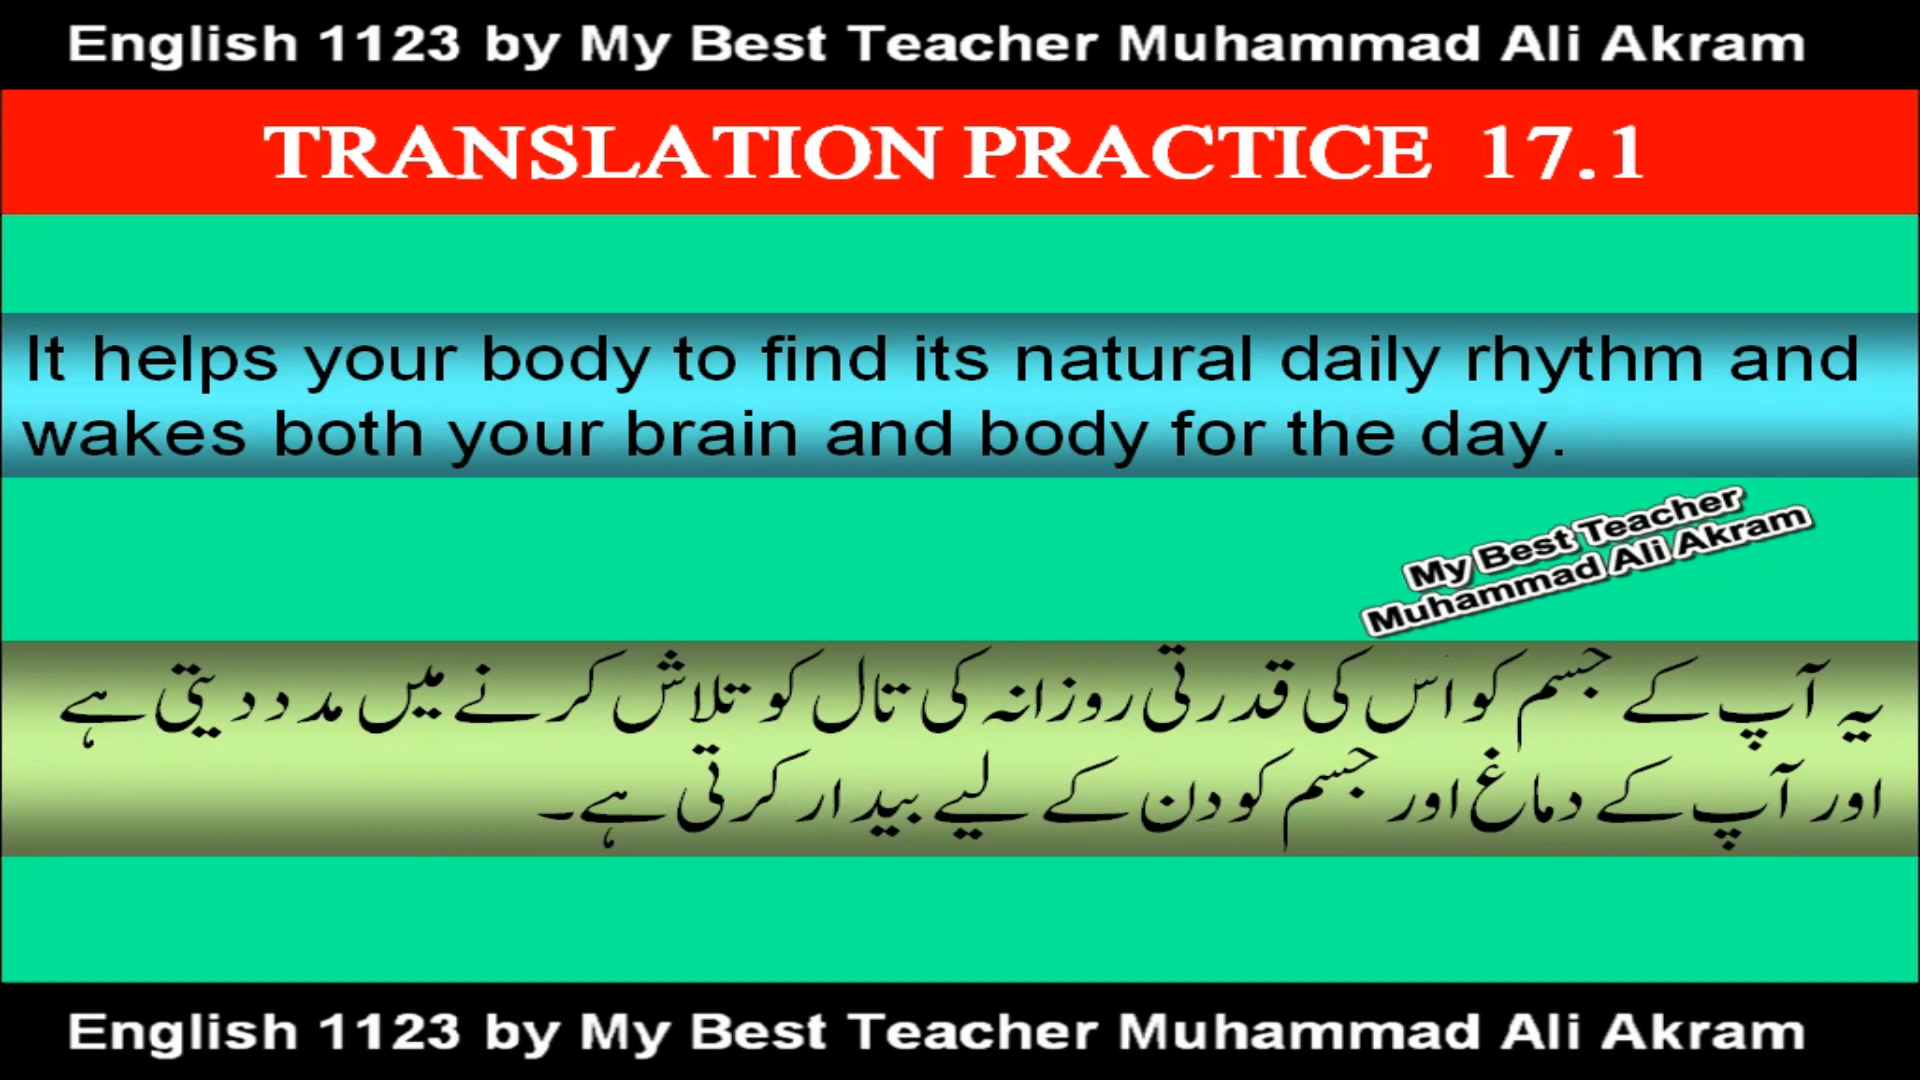 English 1123 by My Best Teacher Muhammad Ali Akram
TRANSLATION PRACTICE 17.1
It helps your body to find its natural daily rhythm and
wakes both your brain and body for the day.
My Best Teacher
Muhammad Ali Akram
یہ آپ کے جسم کو اس کی قدرتی روزانہ کی تال کو تلاش کرنے میں مدد دیتی ہے
اور آپ کے دماغ اور جسم کو دن کے لیے بیدار کرتی ہے۔
English 1123 by My Best Teacher Muhammad Ali Akram